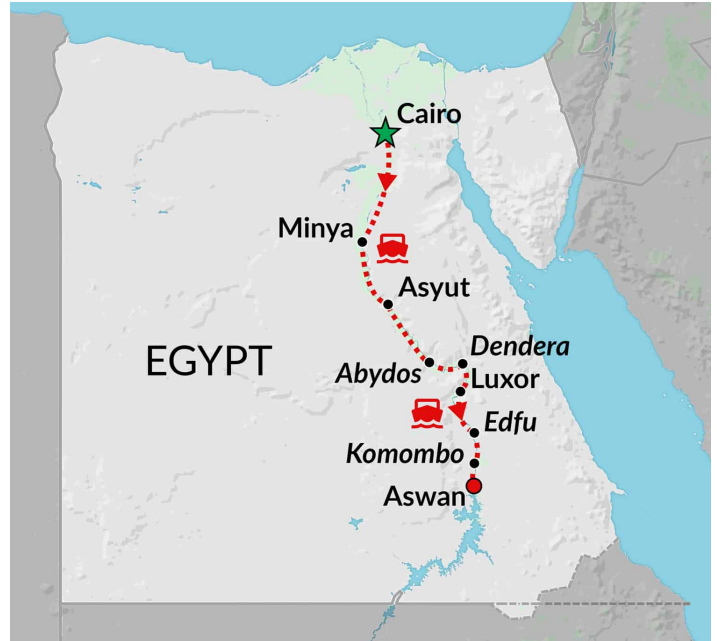 Cairo
Minya
Asyut
EGYPT
Dendera
Abydos
Luxor
Edfu
Komombo
Aswan